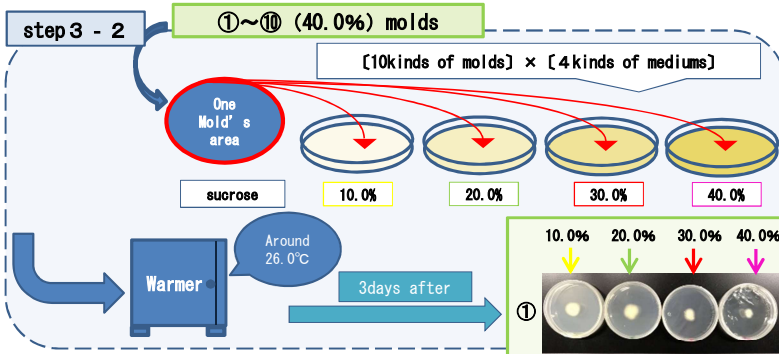 step3－2
①～⑩（40.0%）molds
［10kinds of molds］×［4kinds of mediums］
One
Mold's
area
sucrose
10.0%
20.0%
30.0%
40.0%
Warmer
Around
26.0℃
3days after
10.0% 20.0% 30.0% 40.0%
①